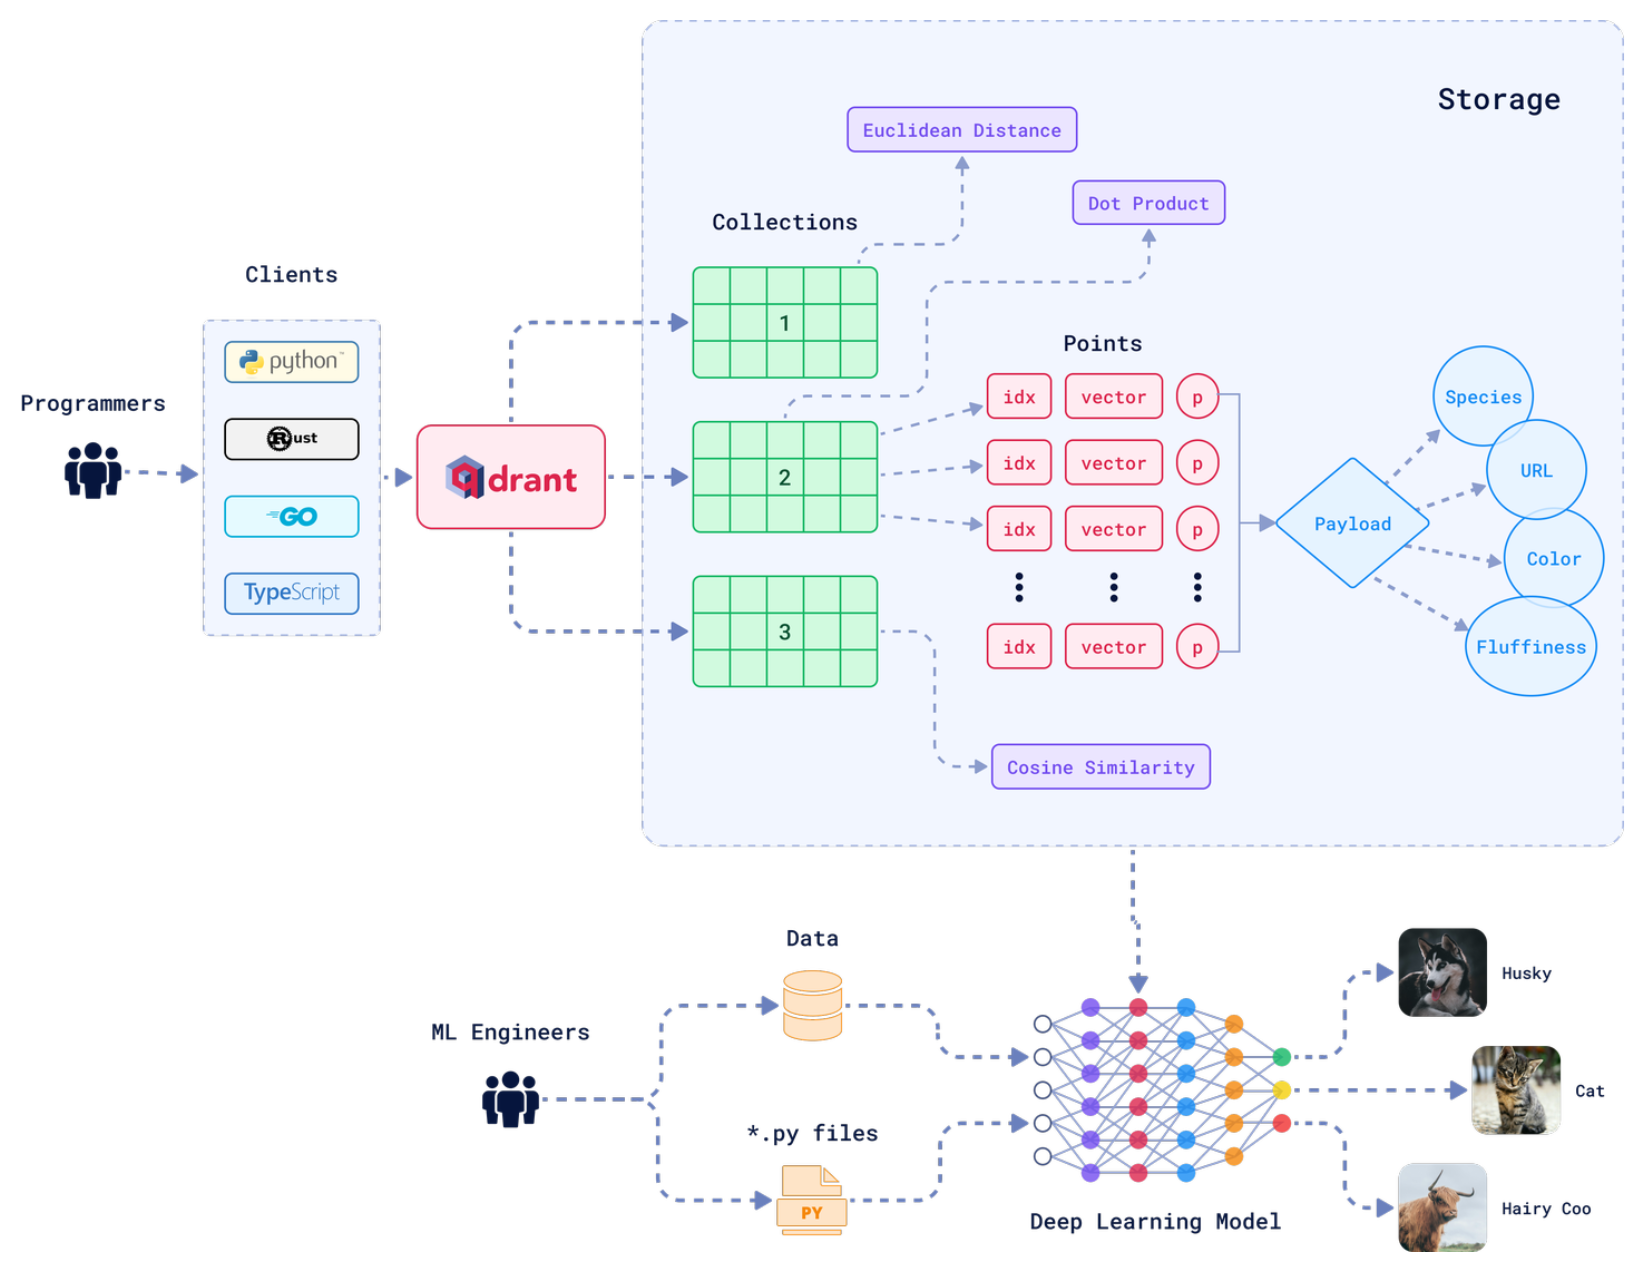 Storage
Euclidean Distance
Dot Product
Collections
Clients
1
Points
python™
idx vector p
Species
Programmers
Rust
idx vector p
URL
qdrant
2
GO
idx vector p
Payload
Color
TypeScript
3
idx vector p
Fluffiness
Cosine Similarity
Data
Husky
ML Engineers
Cat
*.py files
PY
Deep Learning Model
Hairy Coo